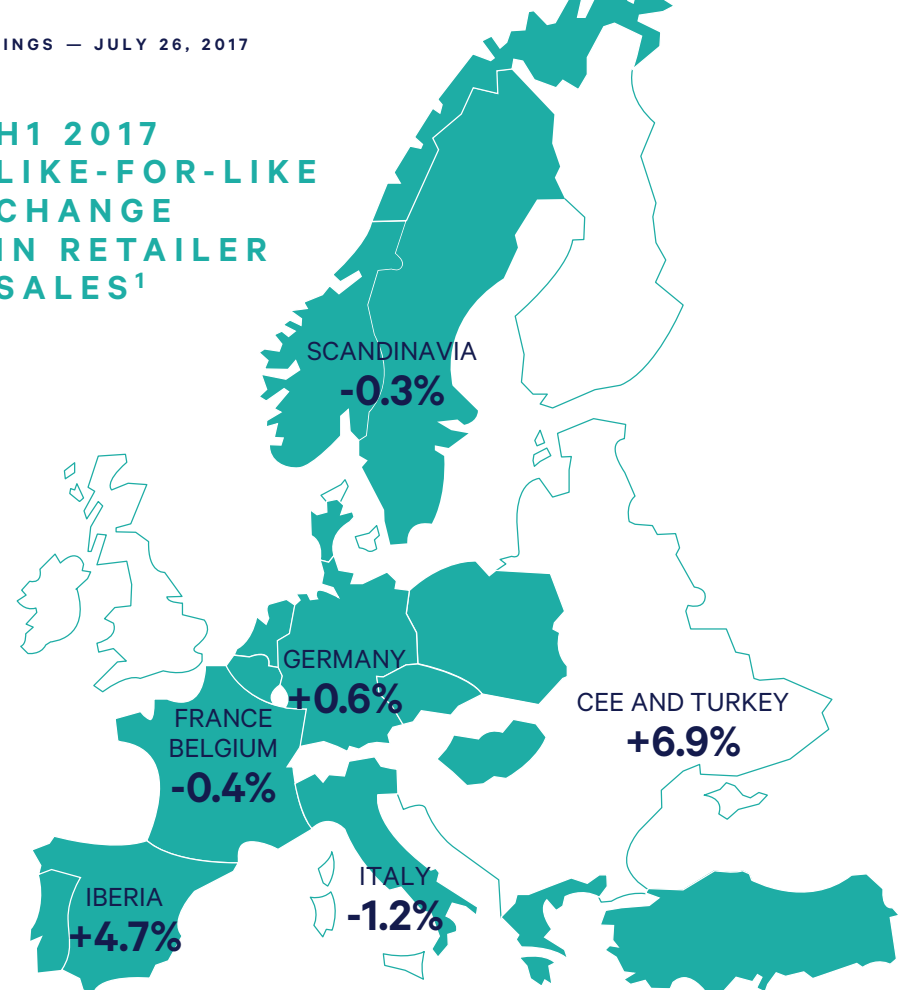 INGS — JULY 26, 2017
H1 2017
LIKE-FOR-LIKE
CHANGE
IN RETAILER
SALES¹
SCANDINAVIA
-0.3%
GERMANY
+0.6%
CEE AND TURKEY
+6.9%
FRANCE
BELGIUM
-0.4%
ITALY
-1.2%
IBERIA
+4.7%